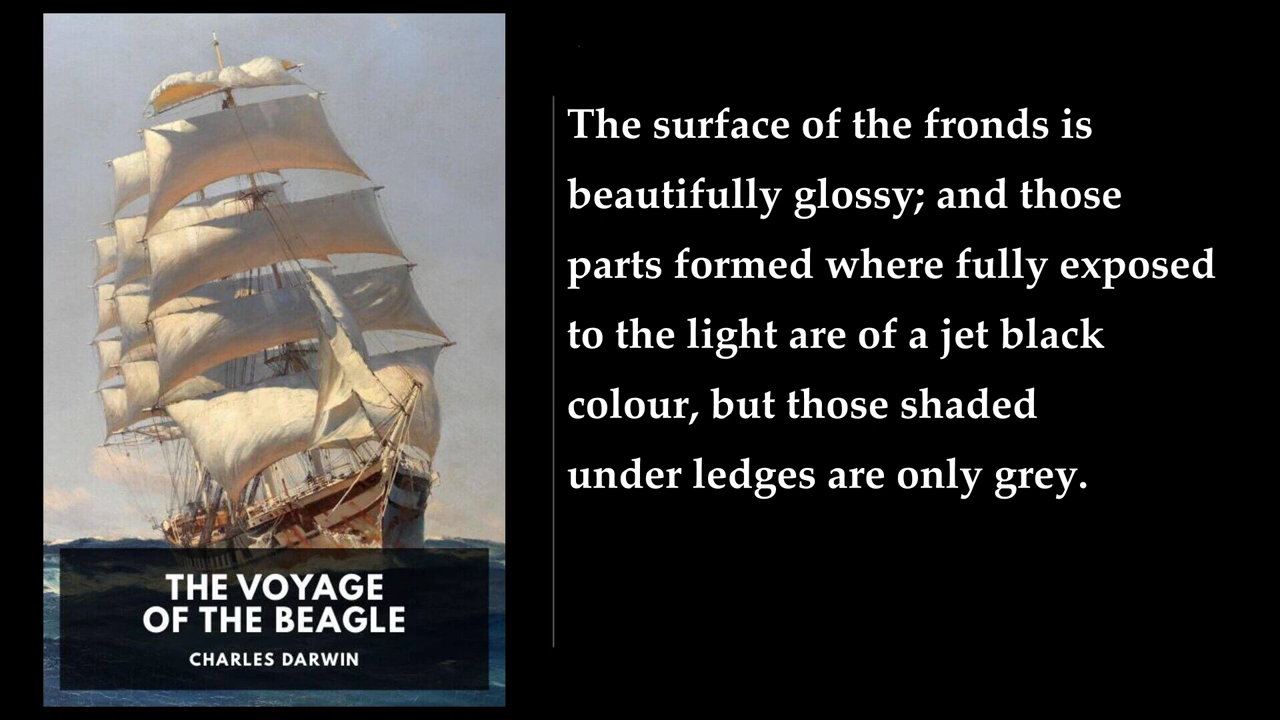 The surface of the fronds is
beautifully glossy; and those
parts formed where fully exposed
to the light are of a jet black
colour, but those shaded
under ledges are only grey.
THE VOYAGE
OF THE BEAGLE
CHARLES DARWIN